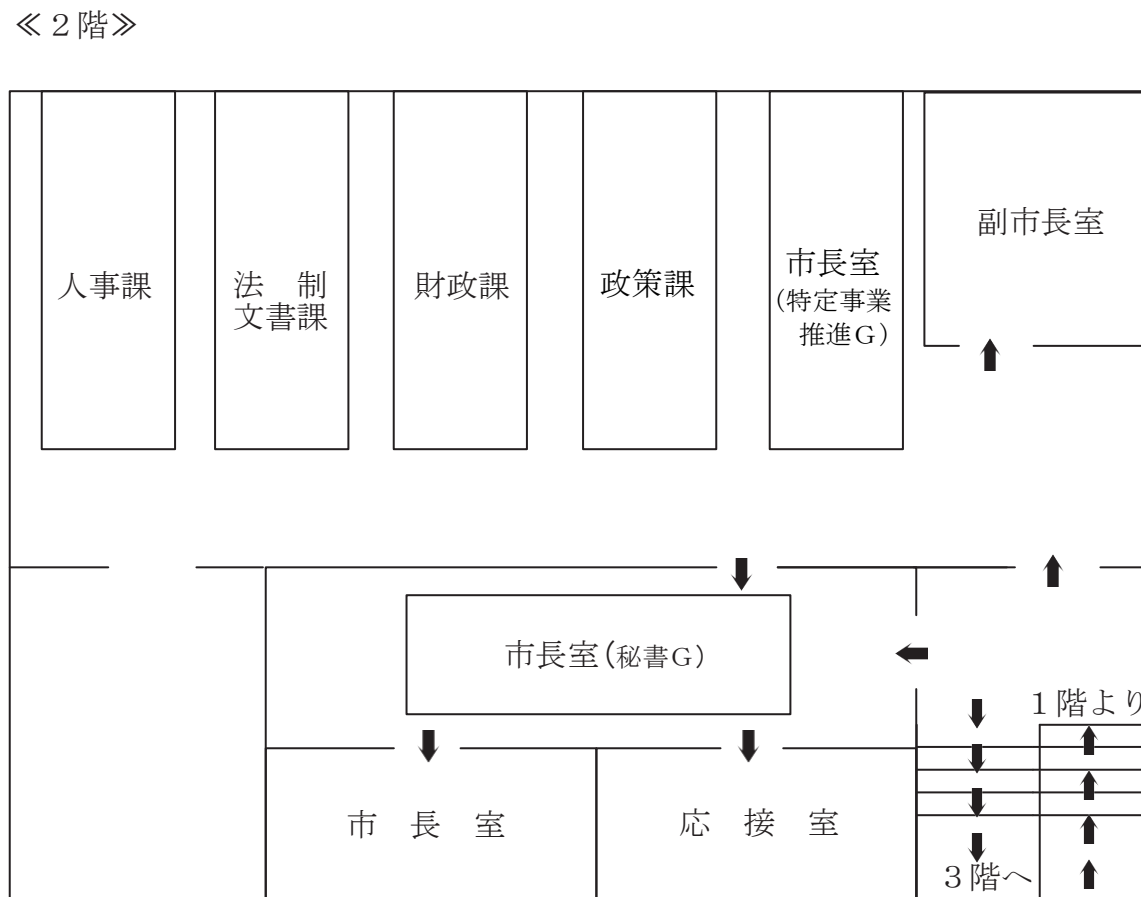 ≪２階≫
人事課
法　制
文書課
財政課
政策課
市長室
(特定事業
推進Ｇ)
副市長室
市長室(秘書Ｇ)
１階より
市　長　室
応　接　室
３階へ